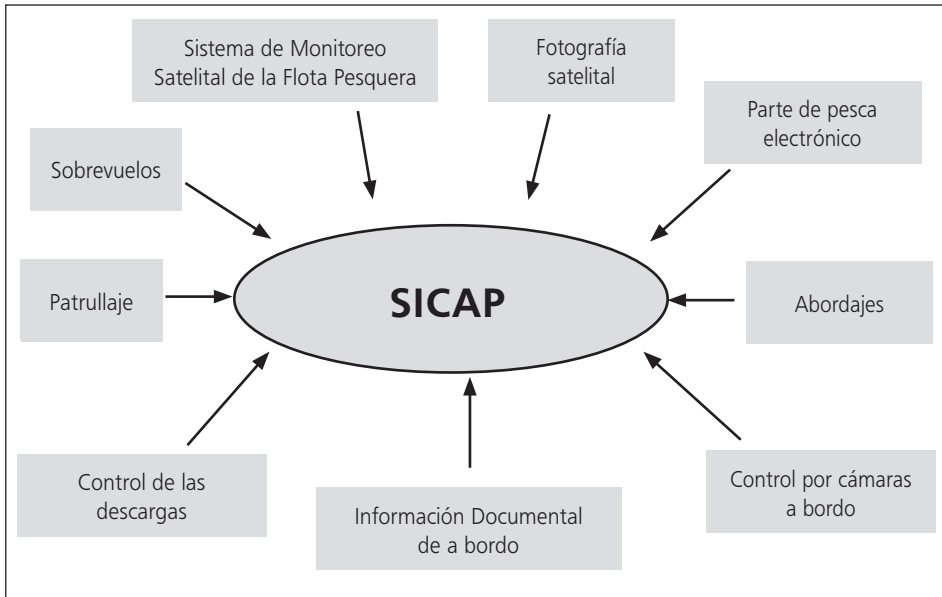 Sistema de Monitoreo
Satelital de la Flota Pesquera
Fotografía
satelital
Parte de pesca
electrónico
Sobrevuelos
Patrullaje
SICAP
Abordajes
Control de las
descargas
Información Documental
de a bordo
Control por cámaras
a bordo